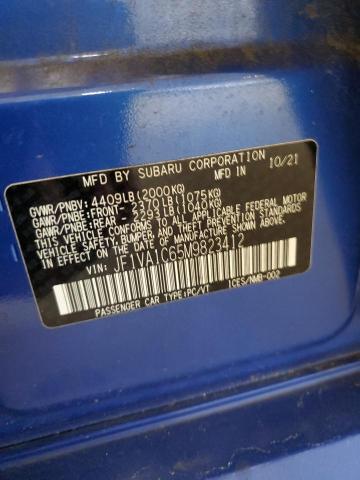 MFD BY SUBARU CORPORATION
MFD IN 10/21
GVWR/PNBV: 4409LB(2000KG)
GAWR/PNBE:FRONT- 2370LB(1075KG)
GAWR/PNBE:REAR - 2293LB(1040KG)
THIS VEHICLE CONFORMS TO ALL APPLICABLE FEDERAL MOTOR
VEHICLE SAFETY, BUMPER, AND THEFT PREVENTION STANDARDS
IN EFFECT ON THE DATE OF MANUFACTURE SHOWN ABOVE.
VIN: JF1VA1C65M9823412
PASSENGER CAR TYPE:PC/VT 1CES/NMB-002